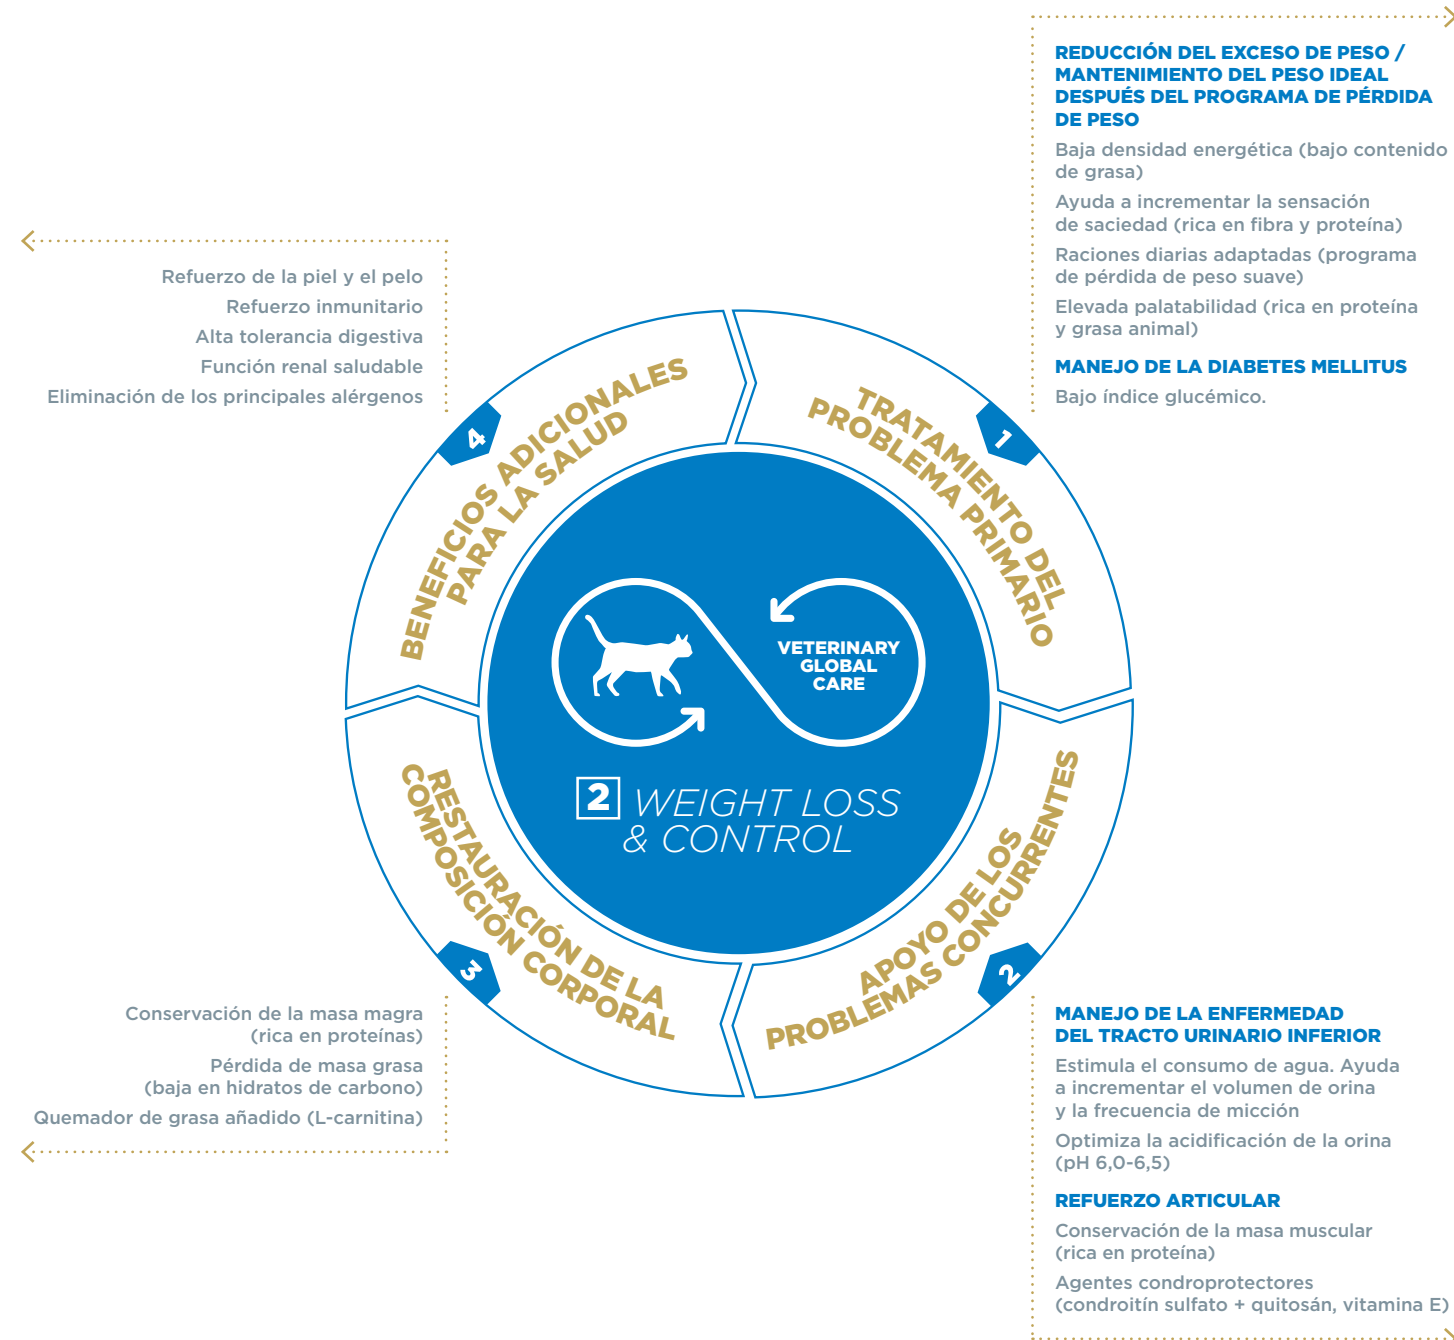 REDUCCIÓN DEL EXCESO DE PESO /
MANTENIMIENTO DEL PESO IDEAL
DESPUÉS DEL PROGRAMA DE PÉRDIDA
DE PESO
Baja densidad energética (bajo contenido
de grasa)
Ayuda a incrementar la sensación
de saciedad (rica en fibra y proteína)
Raciones diarias adaptadas (programa
de pérdida de peso suave)
Elevada palatabilidad (rica en proteína
y grasa animal)
MANEJO DE LA DIABETES MELLITUS
Bajo índice glucémico.
1
TRATAMIENTO DEL
PROBLEMA PRIMARIO
2
APOYO DE LOS
PROBLEMAS CONCURRENTES
MANEJO DE LA ENFERMEDAD
DEL TRACTO URINARIO INFERIOR
Estimula el consumo de agua. Ayuda
a incrementar el volumen de orina
y la frecuencia de micción
Optimiza la acidificación de la orina
(pH 6,0-6,5)
REFUERZO ARTICULAR
Conservación de la masa muscular
(rica en proteína)
Agentes condroprotectores
(condroitín sulfato + quitosán, vitamina E)
3
RESTAURACIÓN DE LA
COMPOSICIÓN CORPORAL
Conservación de la masa magra
(rica en proteínas)
Pérdida de masa grasa
(baja en hidratos de carbono)
Quemador de grasa añadido (L-carnitina)
4
BENEFICIOS ADICIONALES
PARA LA SALUD
Refuerzo de la piel y el pelo
Refuerzo inmunitario
Alta tolerancia digestiva
Función renal saludable
Eliminación de los principales alérgenos
VETERINARY
GLOBAL
CARE
2 WEIGHT LOSS
& CONTROL